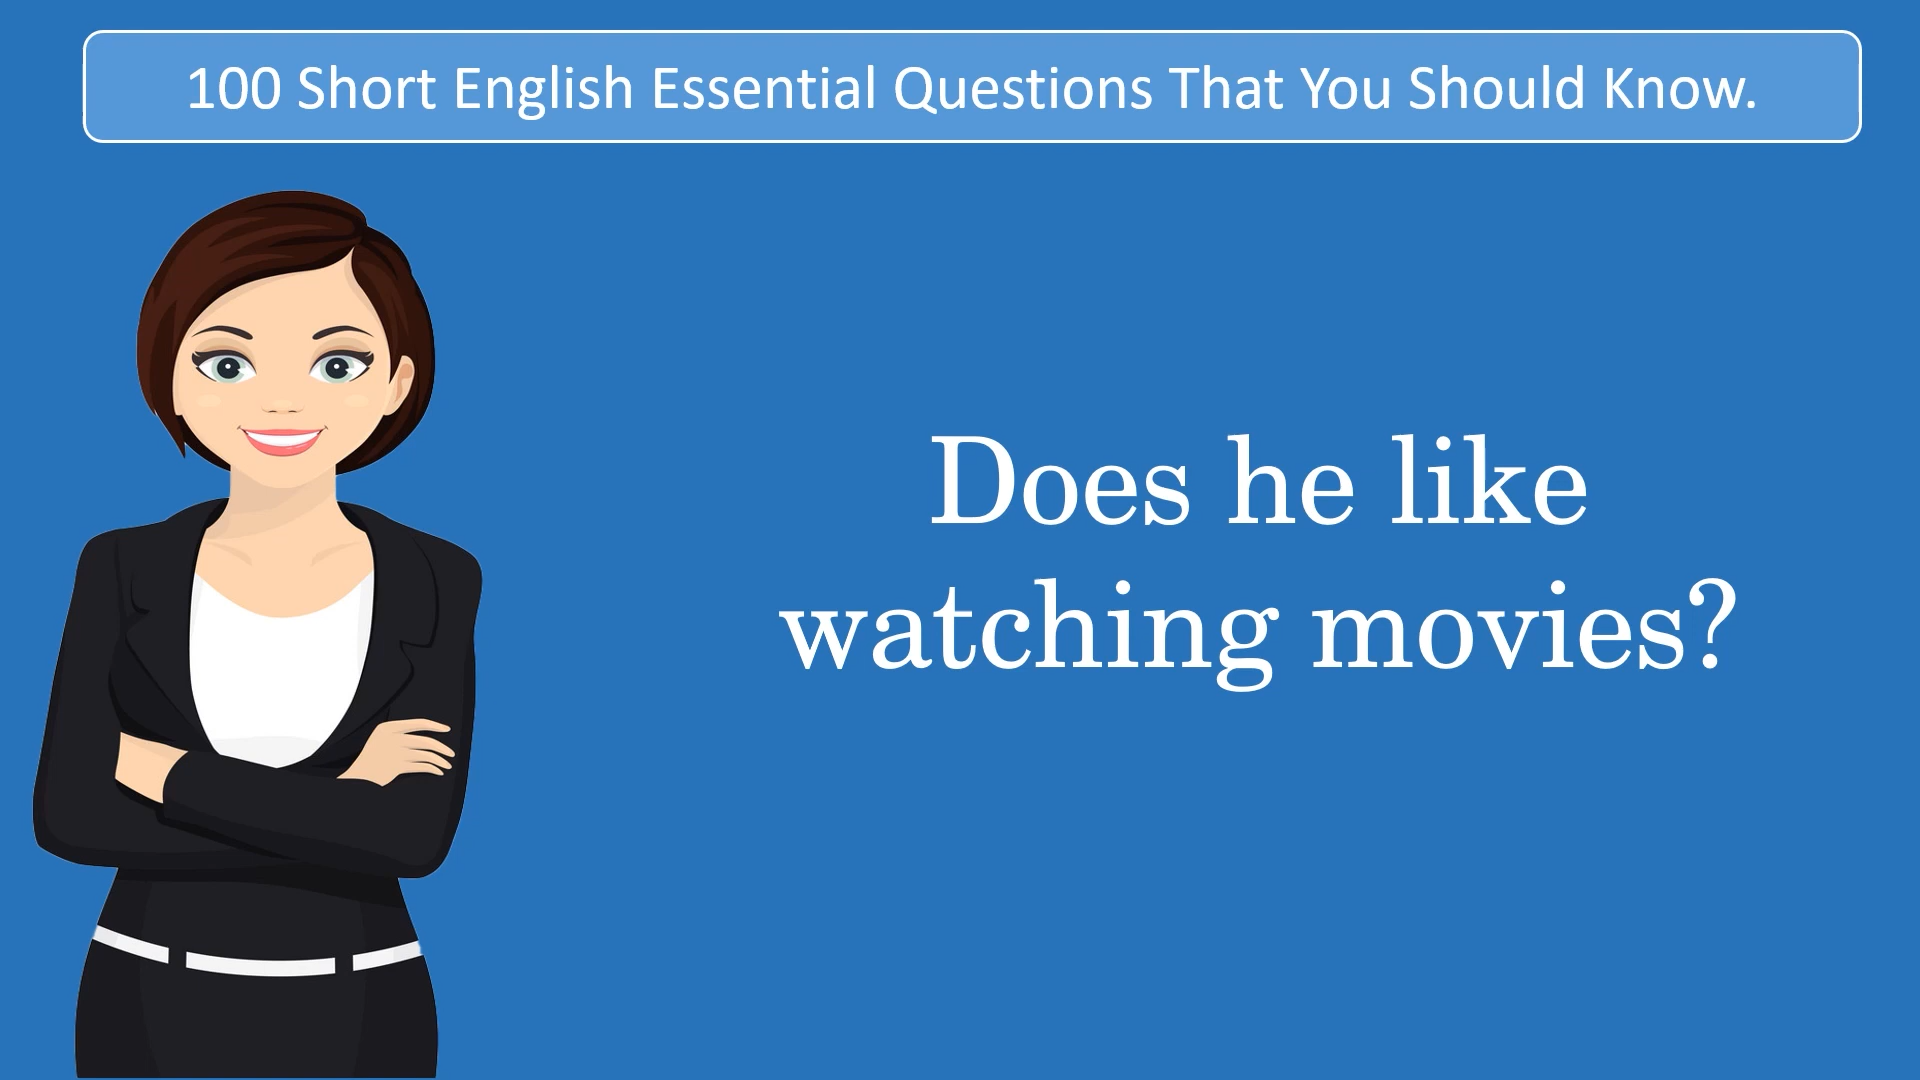 100 Short English Essential Questions That You Should Know.
Does he like
watching movies?